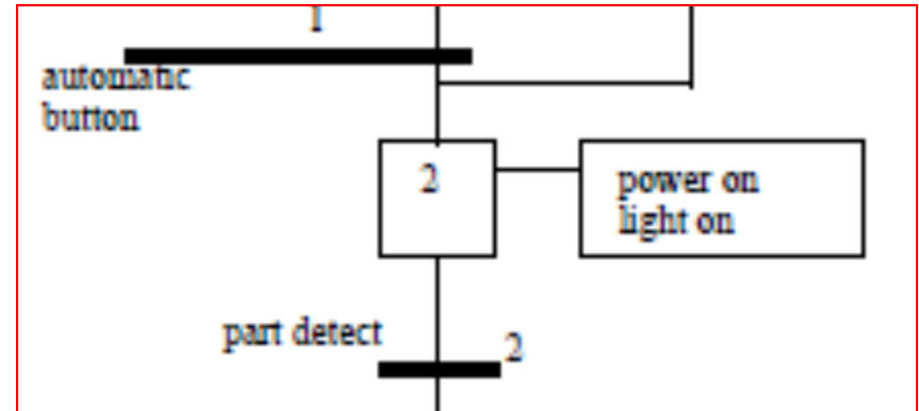 1
automatic
button
2
power on
light on
part detect
2